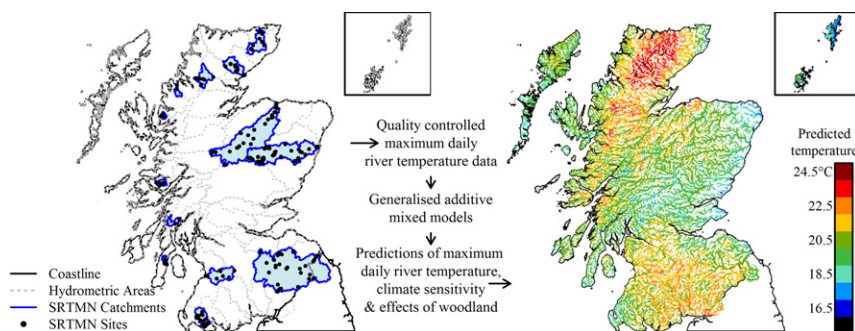 Quality controlled
maximum daily
river temperature
data
Generalised additive
mixed models
Predictions of maximum
daily river temperature,
climate sensitivity
& effects of woodland
Coastline
Hydrometric Areas
SRTMN Catchments
SRTMN Sites
Predicted
temperature
24.5°C
22.5
20.5
18.5
16.5